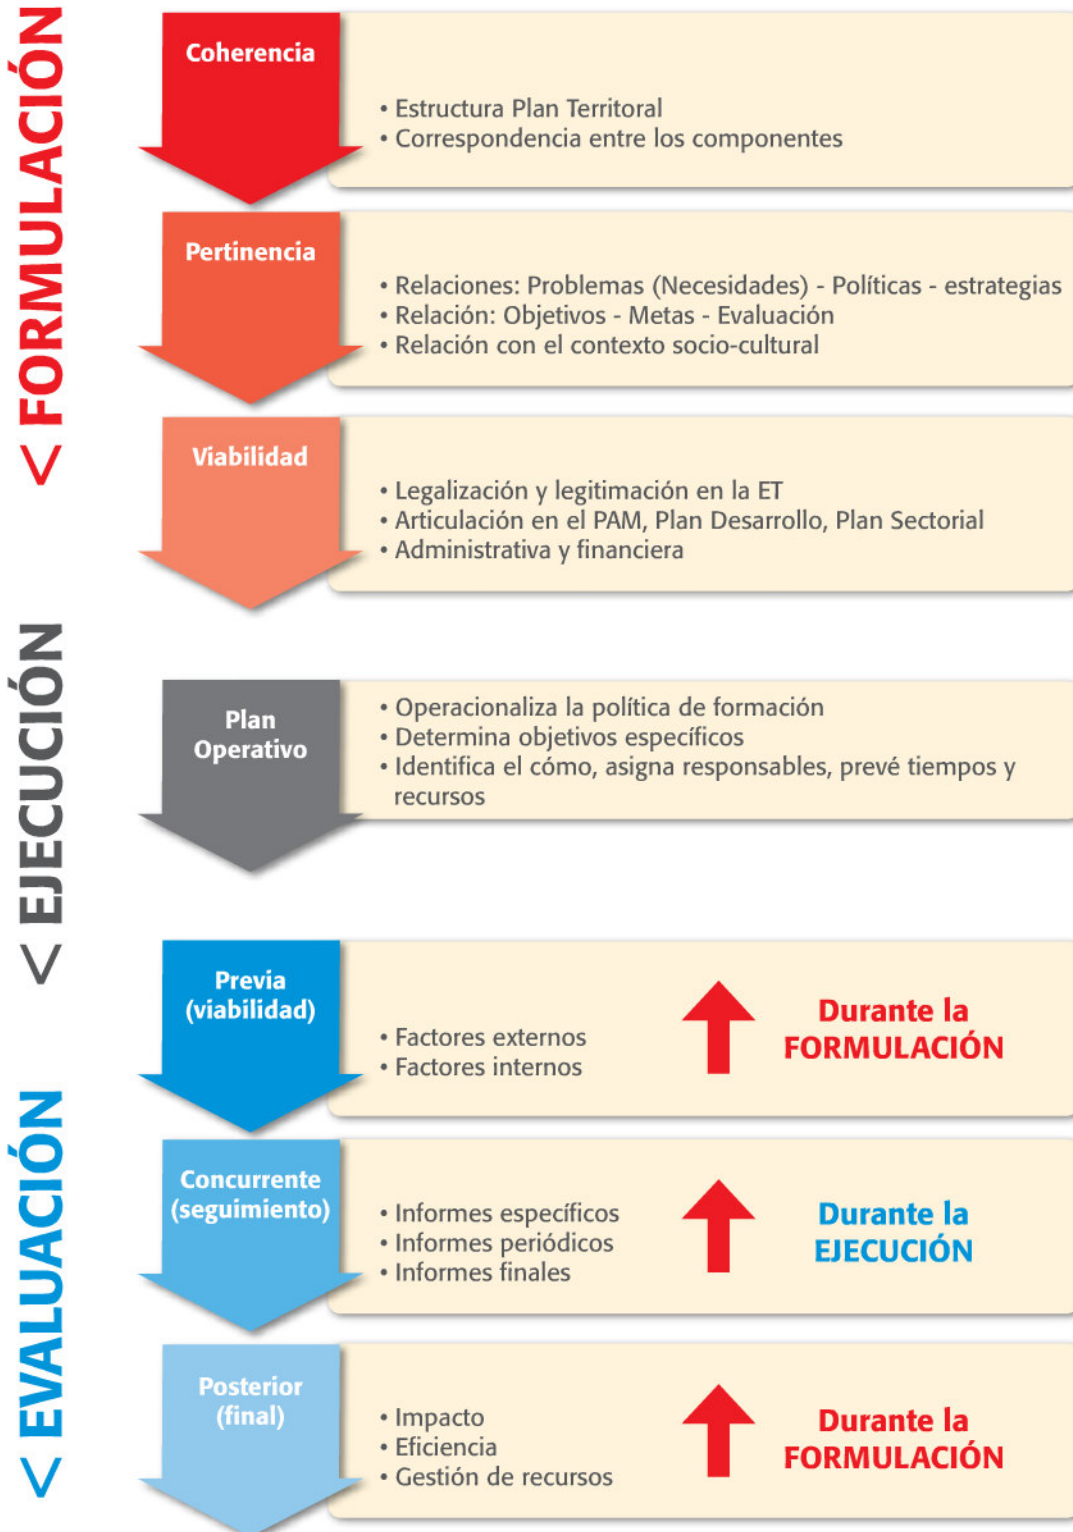 < FORMULACIÓN
Coherencia
• Estructura Plan Territoral
• Correspondencia entre los componentes
Pertinencia
• Relaciones: Problemas (Necesidades) - Políticas - estrategias
• Relación: Objetivos - Metas - Evaluación
• Relación con el contexto socio-cultural
Viabilidad
• Legalización y legitimación en la ET
• Articulación en el PAM, Plan Desarrollo, Plan Sectorial
• Administrativa y financiera
< EJECUCIÓN
Plan
Operativo
• Operacionaliza la política de formación
• Determina objetivos específicos
• Identifica el cómo, asigna responsables, prevé tiempos y
recursos
< EVALUACIÓN
Previa
(viabilidad)
• Factores externos
• Factores internos
Durante la
FORMULACIÓN
Concurrente
(seguimiento)
• Informes específicos
• Informes periódicos
• Informes finales
Durante la
EJECUCIÓN
Posterior
(final)
• Impacto
• Eficiencia
• Gestión de recursos
Durante la
FORMULACIÓN